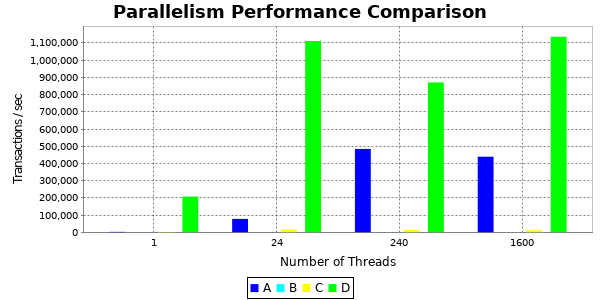 Parallelism Performance Comparison
Transactions / sec
1,100,000
1,000,000
900,000
800,000
700,000
600,000
500,000
400,000
300,000
200,000
100,000
0
1 24 240 1600
Number of Threads
A B C D